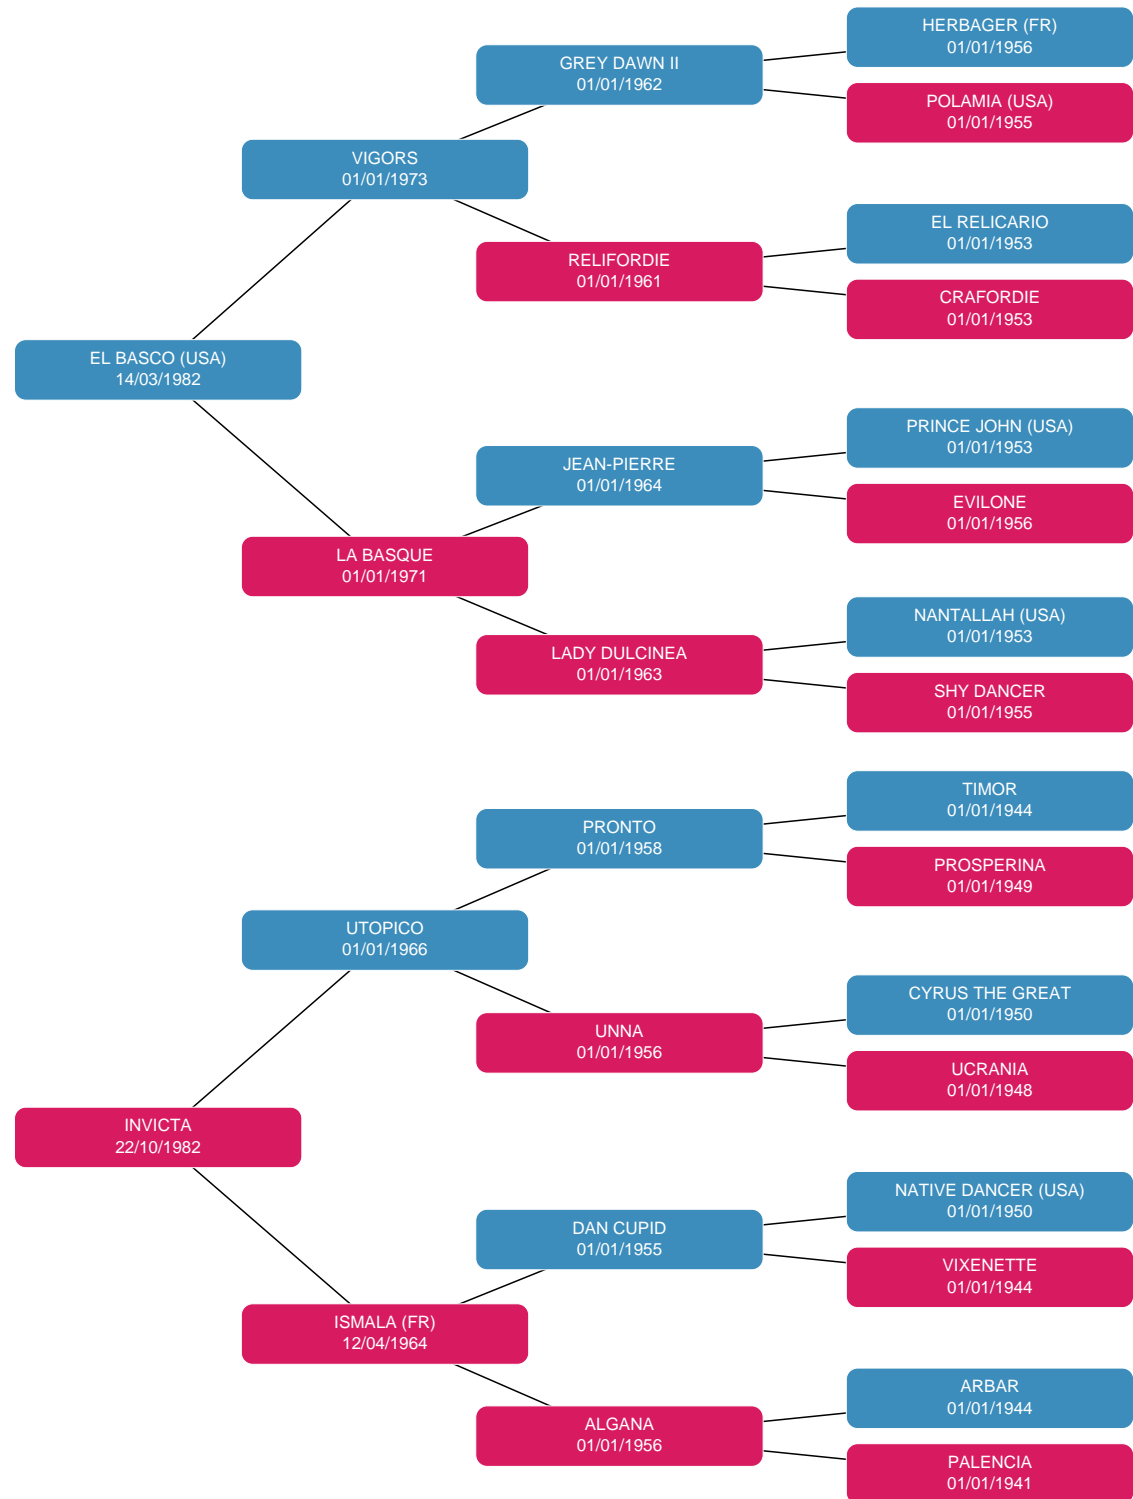 HERBAGER (FR)
01/01/1956
GREY DAWN II
01/01/1962
POLAMIA (USA)
01/01/1955
VIGORS
01/01/1973
EL RELICARIO
01/01/1953
RELIFORDIE
01/01/1961
CRAFORDIE
01/01/1953
EL BASCO (USA)
14/03/1982
PRINCE JOHN (USA)
01/01/1953
JEAN-PIERRE
01/01/1964
EVILONE
01/01/1956
LA BASQUE
01/01/1971
NANTALLAH (USA)
01/01/1953
LADY DULCINEA
01/01/1963
SHY DANCER
01/01/1955
TIMOR
01/01/1944
PRONTO
01/01/1958
PROSPERINA
01/01/1949
UTOPICO
01/01/1966
CYRUS THE GREAT
01/01/1950
UNNA
01/01/1956
UCRANIA
01/01/1948
INVICTA
22/10/1982
NATIVE DANCER (USA)
01/01/1950
DAN CUPID
01/01/1955
VIXENETTE
01/01/1944
ISMALA (FR)
12/04/1964
ARBAR
01/01/1944
ALGANA
01/01/1956
PALENCIA
01/01/1941